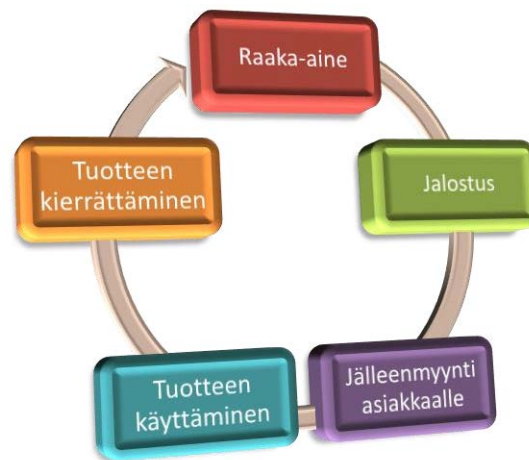 Raaka-aine
Jalostus
Jälleenmyynti
asiakkaalle
Tuotteen
käyttäminen
Tuotteen
kierrättäminen